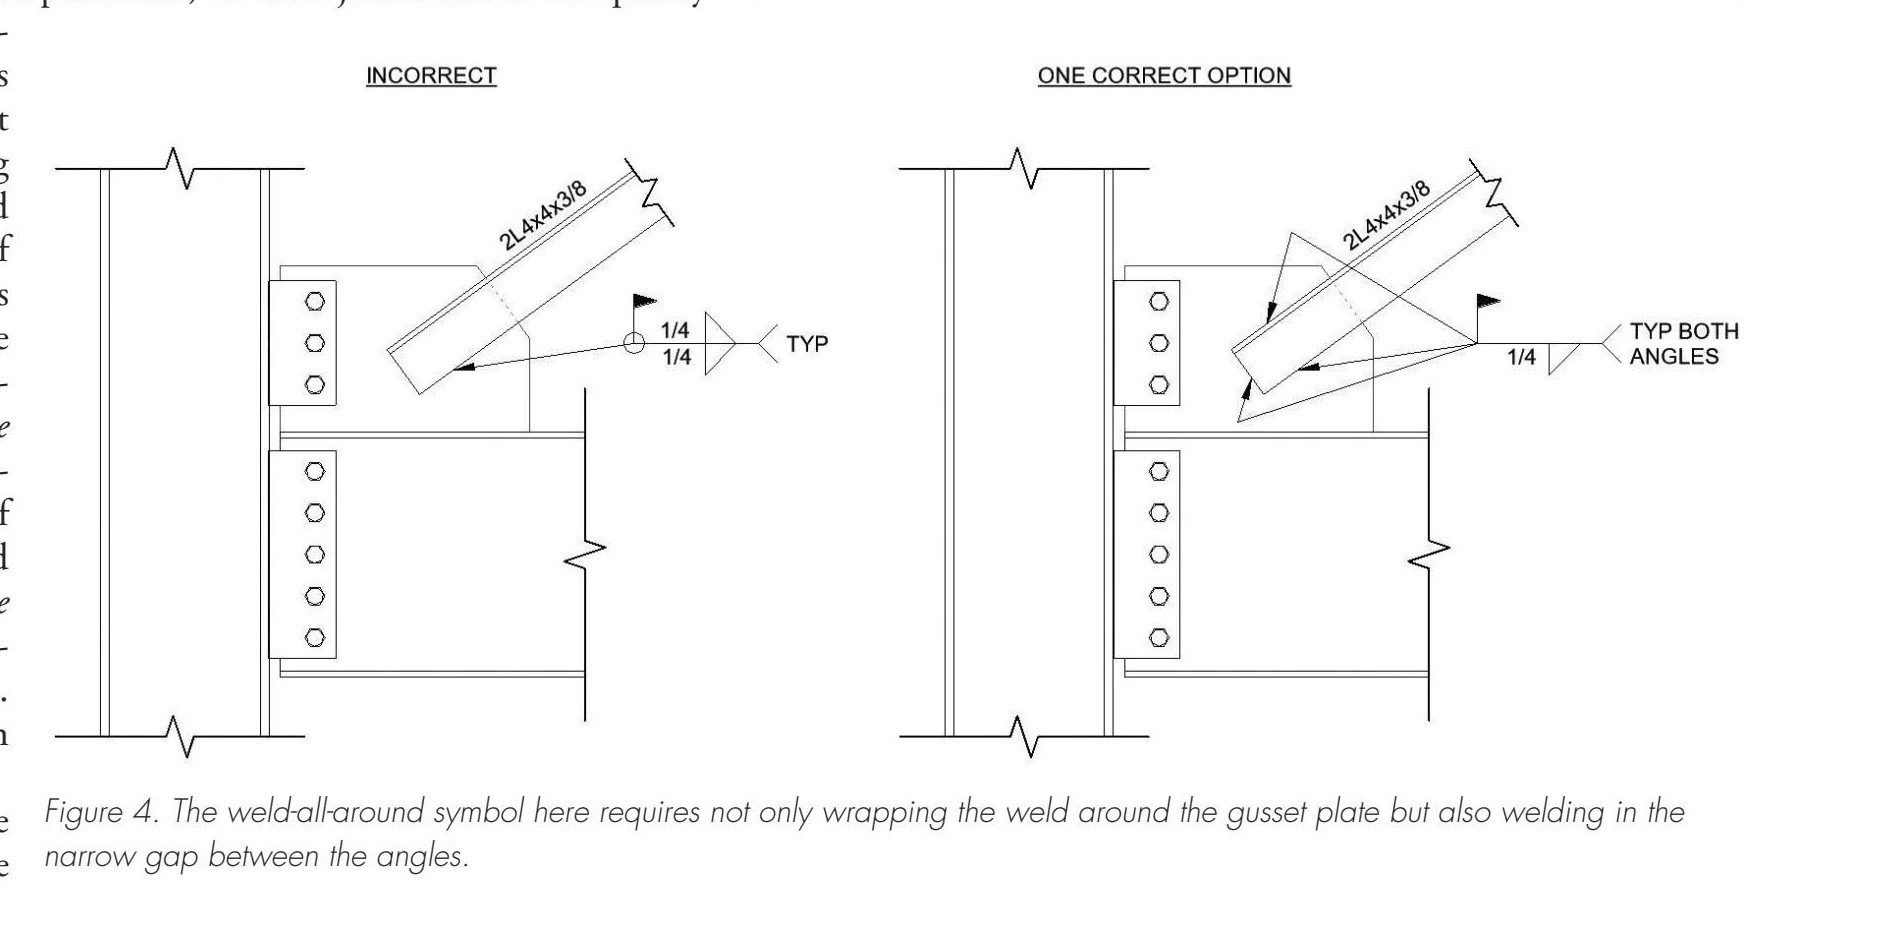 INCORRECT
ONE CORRECT OPTION
2L4x4x3/8
1/4
1/4
TYP
2L4x4x3/8
1/4
TYP BOTH
ANGLES
Figure 4. The weld-all-around symbol here requires not only wrapping the weld around the gusset plate but also welding in the
narrow gap between the angles.